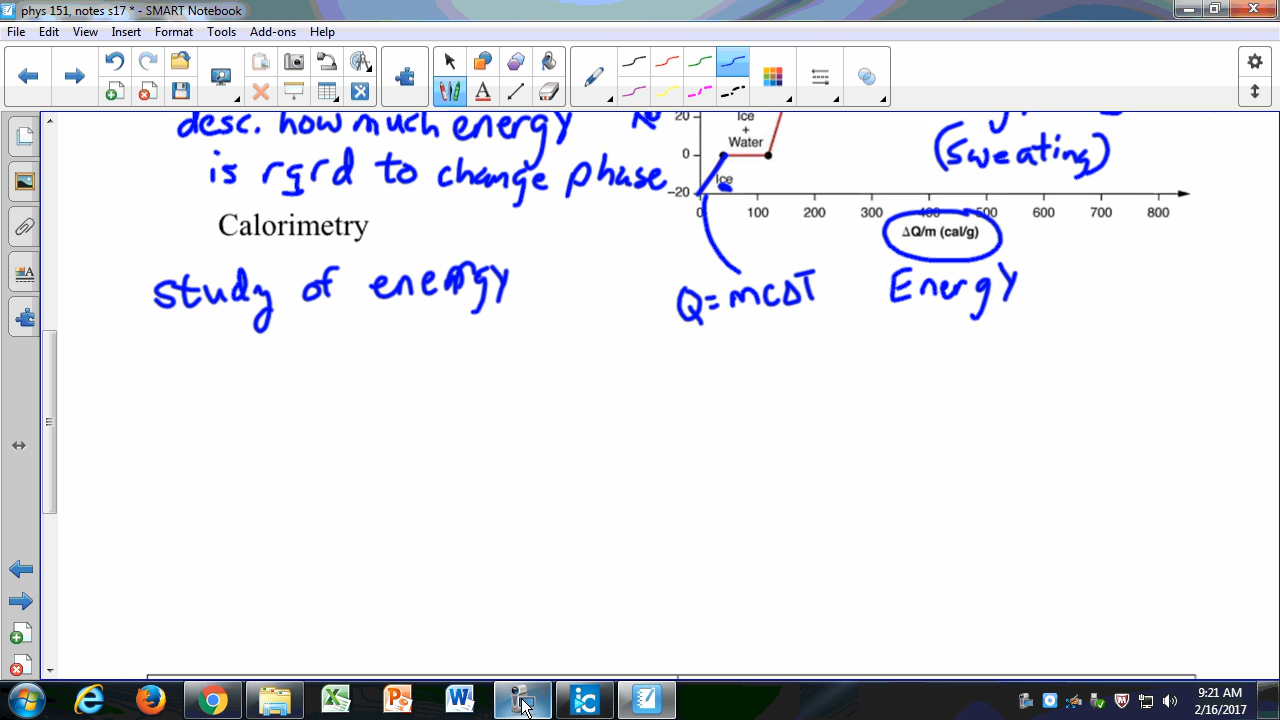 phys 151, notes s17 * - SMART Notebook
File Edit View Insert Format Tools Add-ons Help
desc. how much energy
is rqrd to change phase
Calorimetry
study of energy
20
0
-20
Ice
+
Water
Ice
0 100 200 300 400 500 600 700 800
ΔQ/m (cal/g)
(sweating)
Q=mcΔT
Energy
9:21 AM
2/16/2017